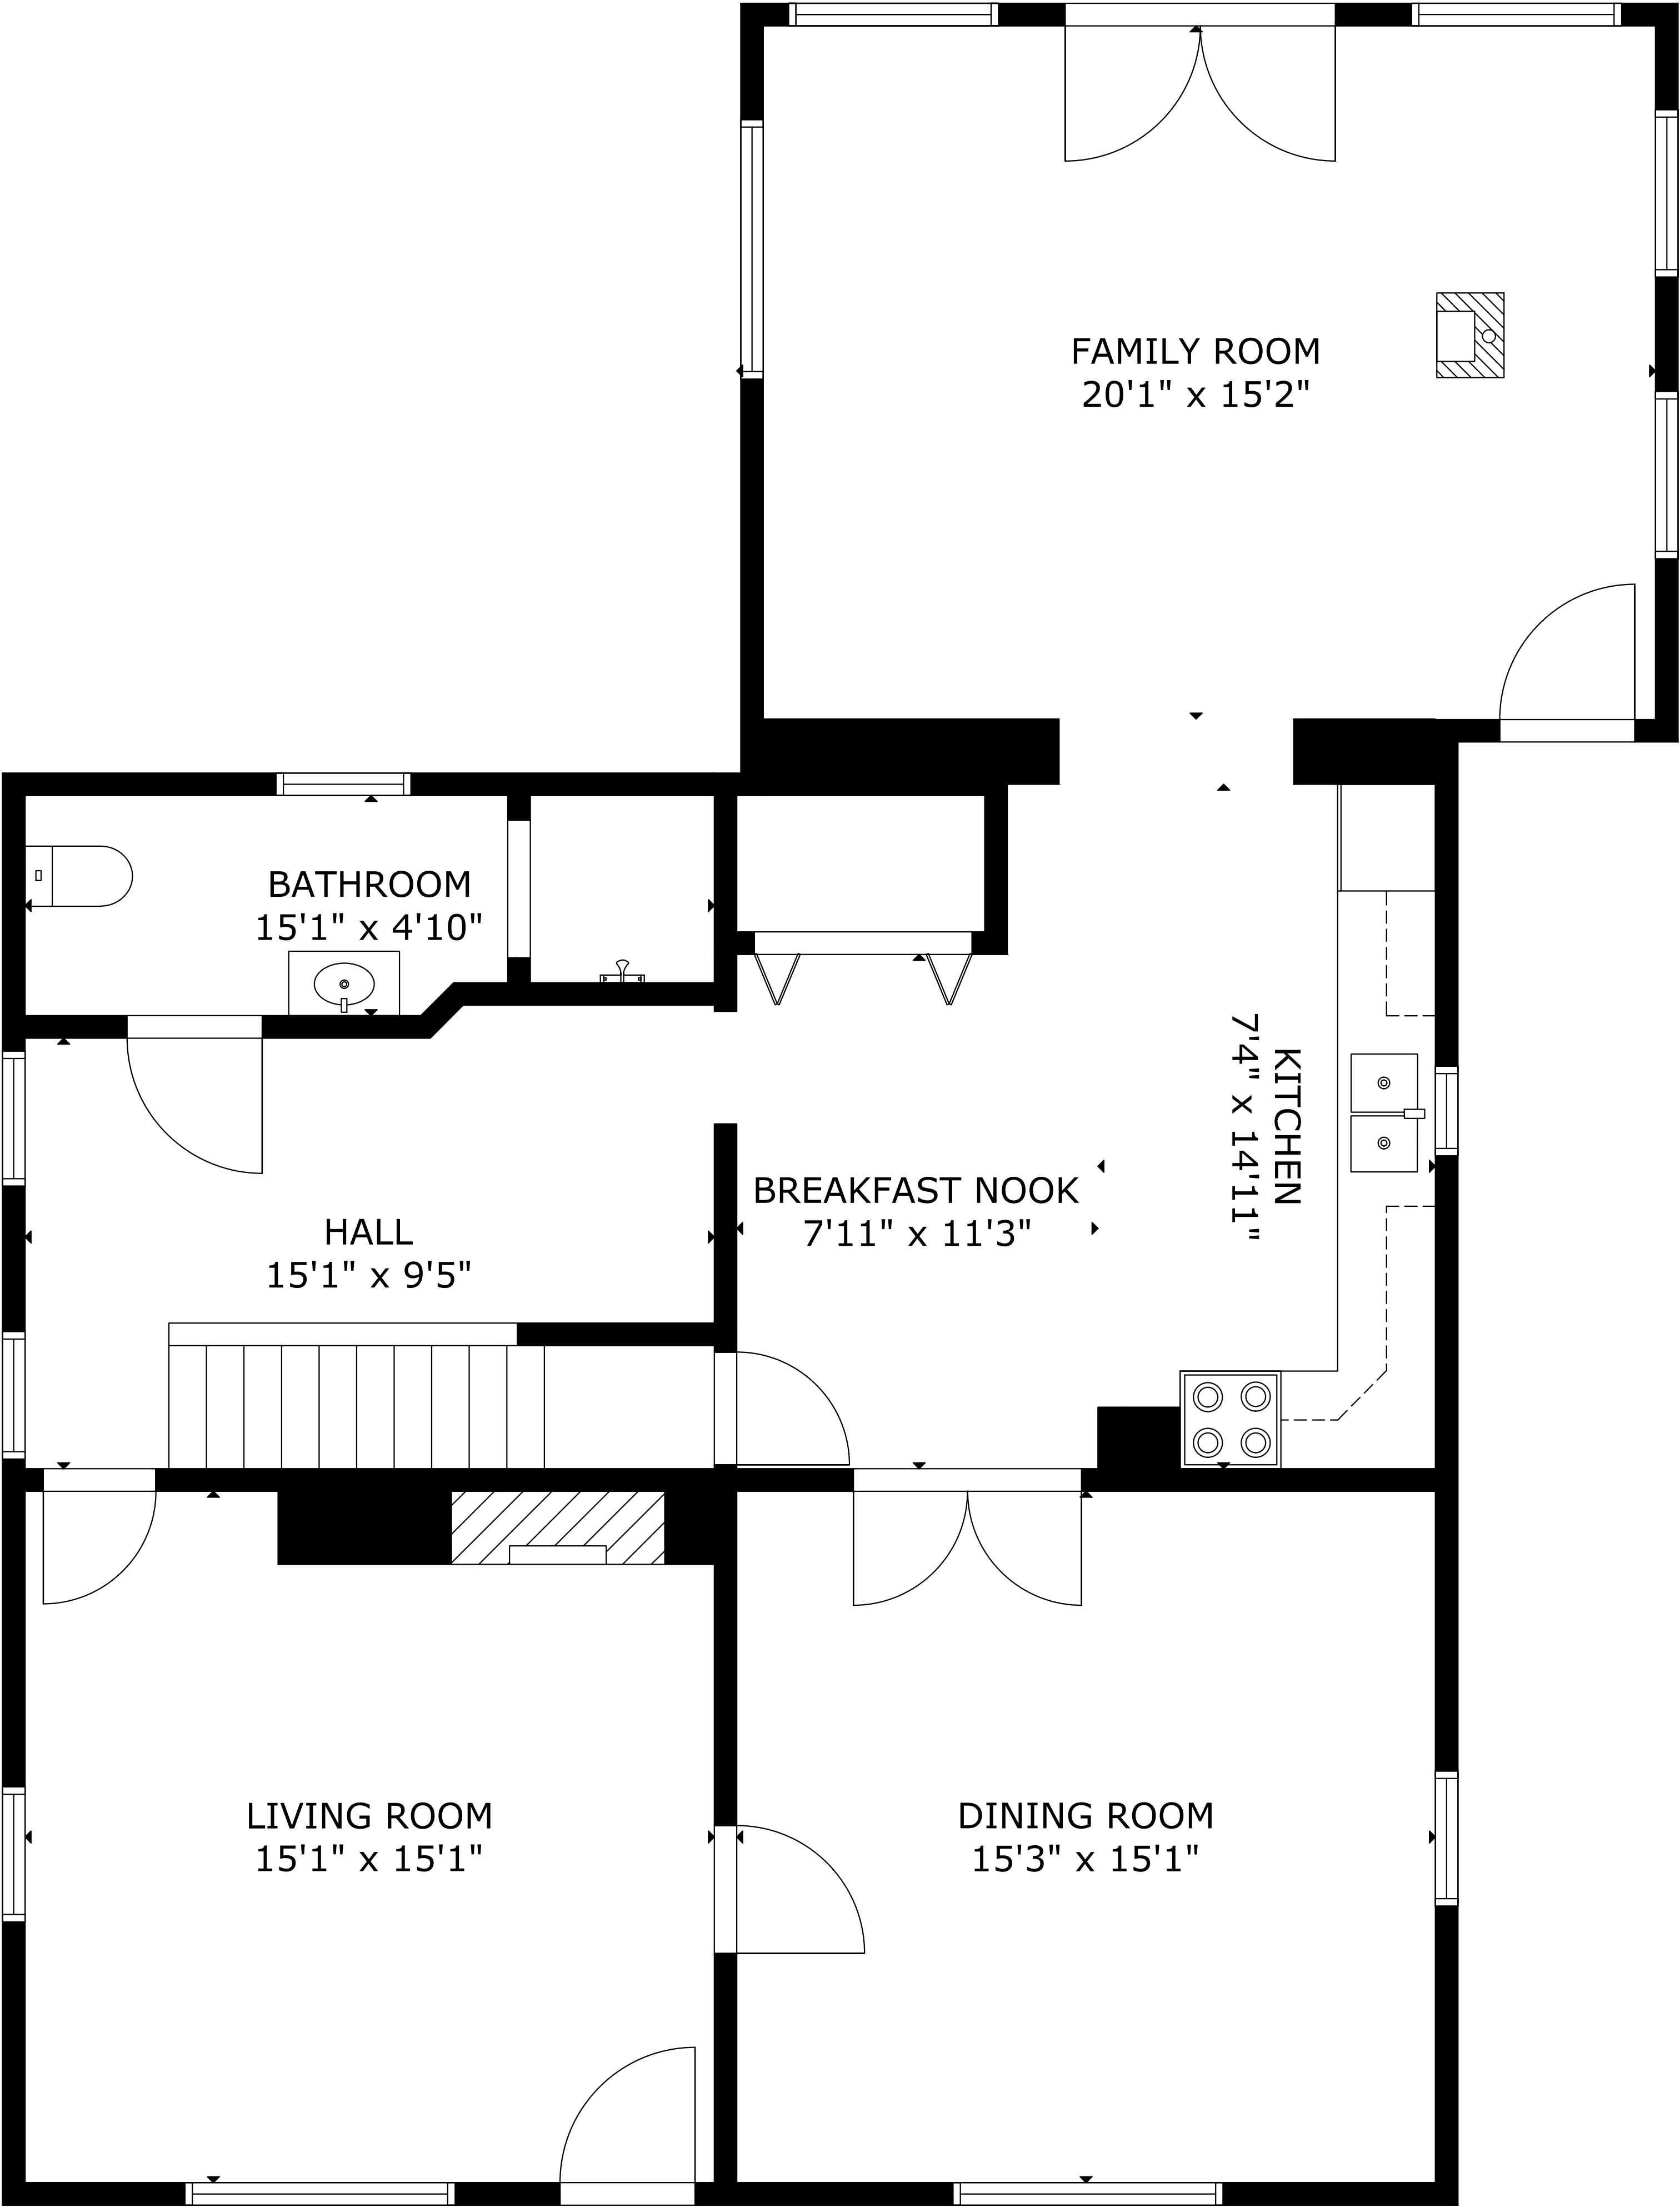 FAMILY ROOM
20'1" x 15'2"
BATHROOM
15'1" x 4'10"
KITCHEN
7'4" x 14'11"
BREAKFAST NOOK
7'11" x 11'3"
HALL
15'1" x 9'5"
LIVING ROOM
15'1" x 15'1"
DINING ROOM
15'3" x 15'1"